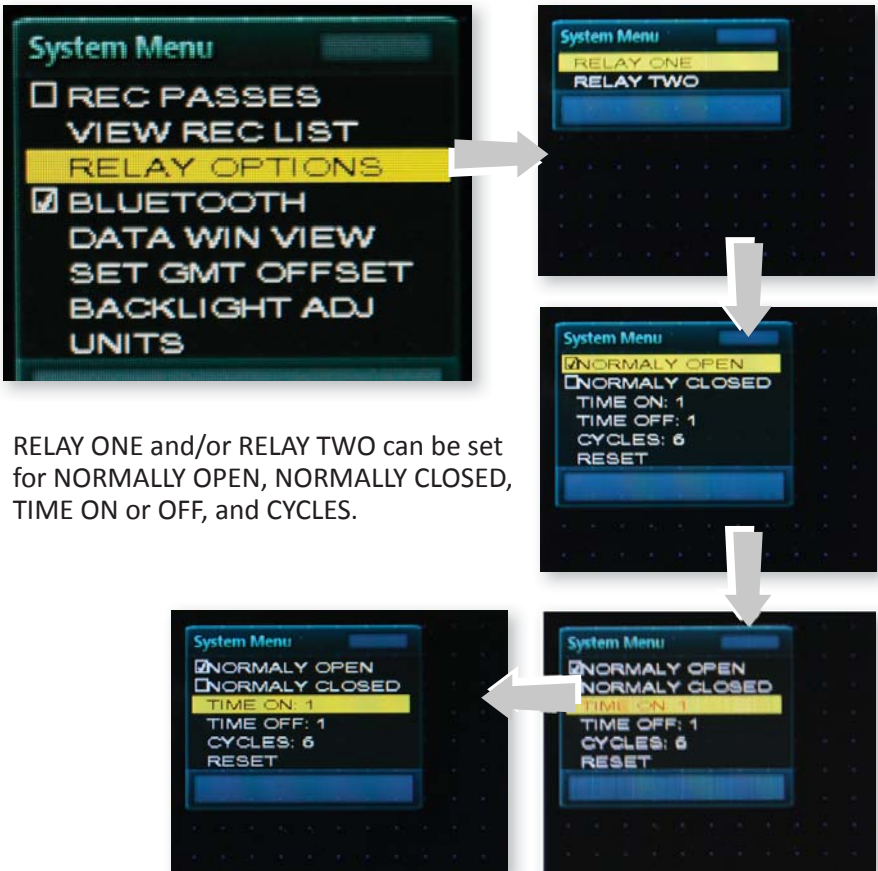 System Menu
☐ REC PASSES
VIEW REC LIST
RELAY OPTIONS
☑ BLUETOOTH
DATA WIN VIEW
SET GMT OFFSET
BACKLIGHT ADJ
UNITS
System Menu
RELAY ONE
RELAY TWO
System Menu
☑NORMALY OPEN
☐NORMALY CLOSED
TIME ON: 1
TIME OFF: 1
CYCLES: 6
RESET
RELAY ONE and/or RELAY TWO can be set
for NORMALLY OPEN, NORMALLY CLOSED,
TIME ON or OFF, and CYCLES.
System Menu
☑NORMALY OPEN
☐NORMALY CLOSED
TIME ON: 1
TIME OFF: 1
CYCLES: 6
RESET
System Menu
☑NORMALY OPEN
NORMALY CLOSED
TIME ON: 1
TIME OFF: 1
CYCLES: 6
RESET